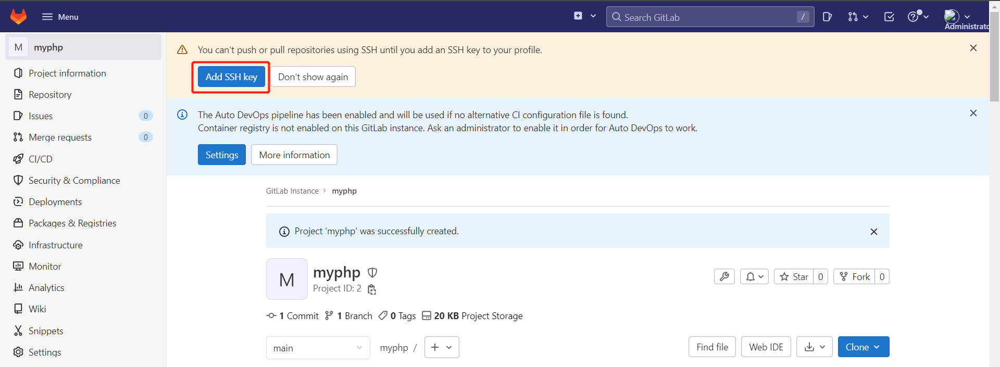 Menu
Search GitLab
/
Administrato
M
myphp
Project information
Repository
Issues
0
Merge requests
0
CI/CD
Security & Compliance
Deployments
Packages & Registries
Infrastructure
Monitor
Analytics
Wiki
Snippets
Settings
You can't push or pull repositories using SSH until you add an SSH key to your profile.
Add SSH key
Don't show again
The Auto DevOps pipeline has been enabled and will be used if no alternative CI configuration file is found.
Container registry is not enabled on this GitLab instance. Ask an administrator to enable it in order for Auto DevOps to work.
Settings
More information
GitLab Instance > myphp
Project 'myphp' was successfully created.
M
myphp
Project ID: 2
Star 0
Fork 0
1 Commit 1 Branch 0 Tags 20 KB Project Storage
main
myphp /
Find file
Web IDE
Clone